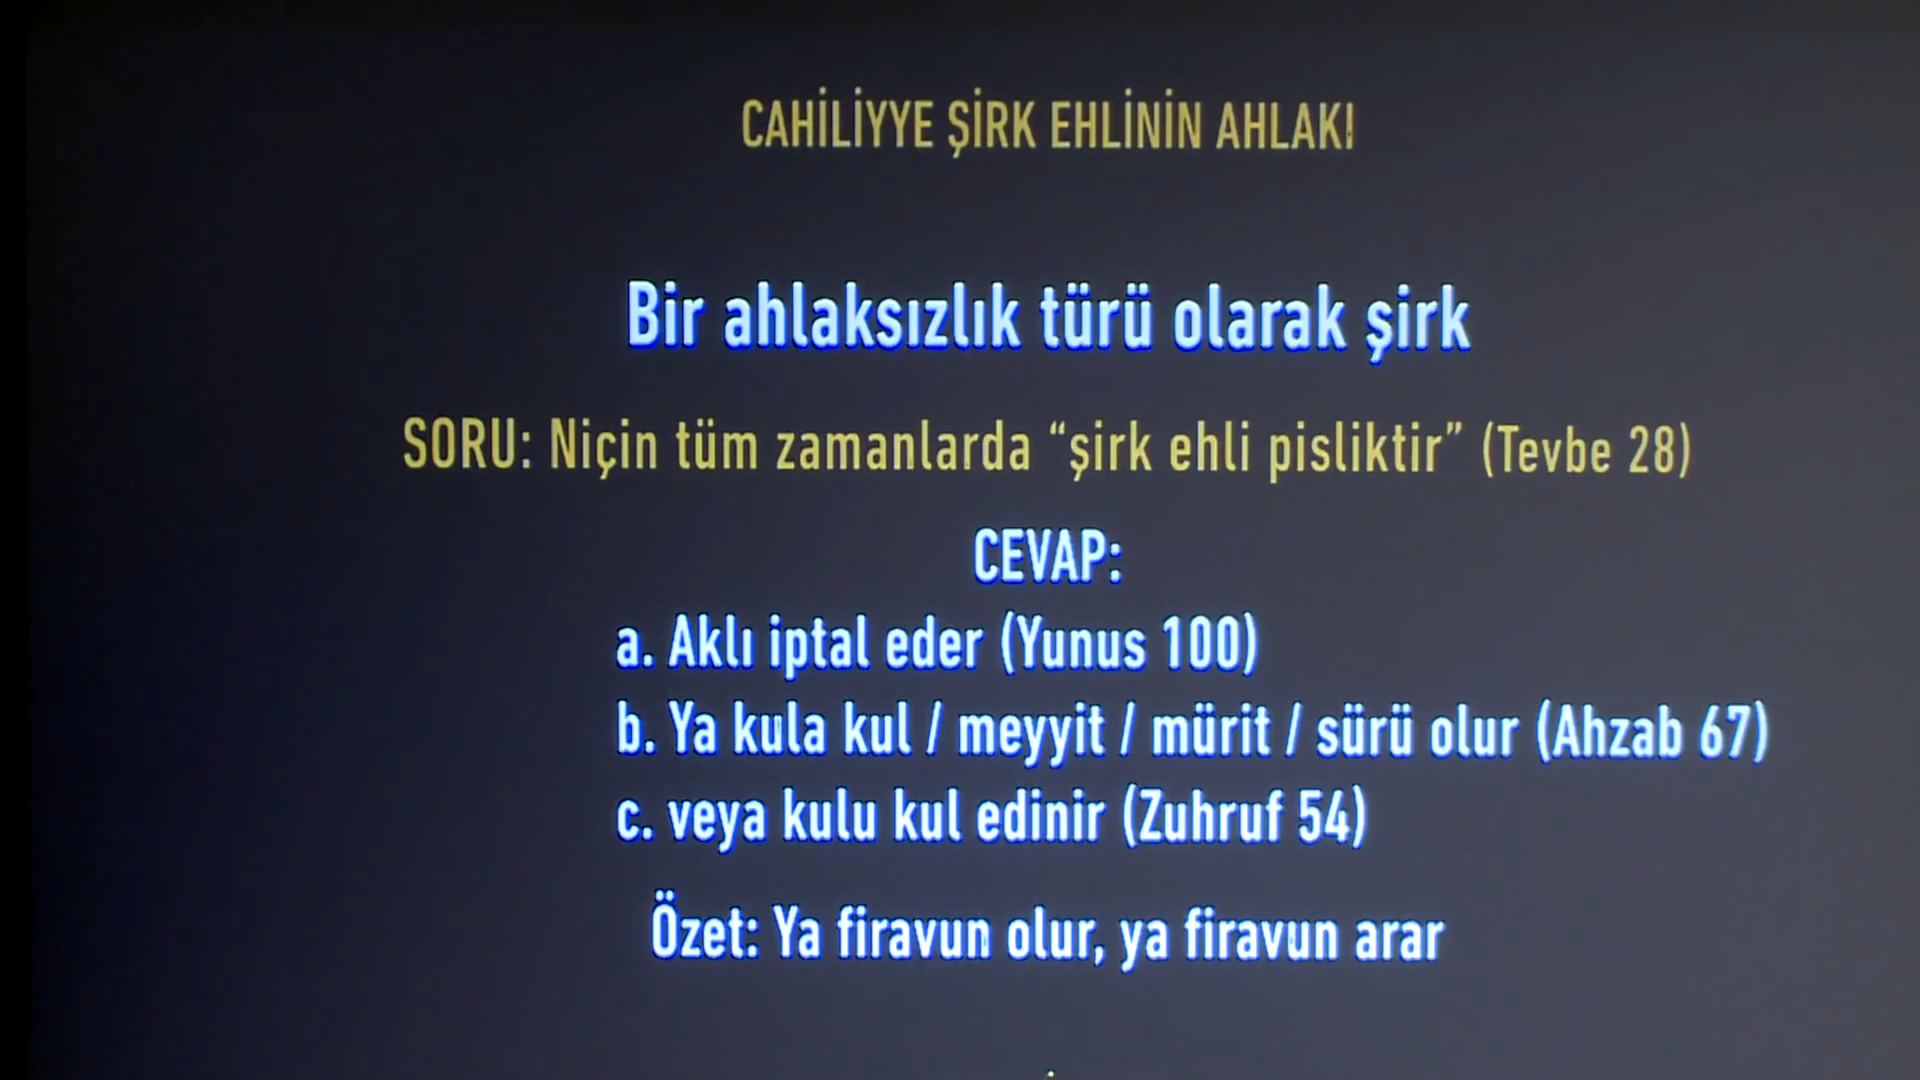 CAHİLİYYE ŞİRK EHLİNİN AHLAKI
Bir ahlaksızlık türü olarak şirk
SORU: Niçin tüm zamanlarda “şirk ehli pisliktir” (Tevbe 28)
CEVAP:
a. Aklı iptal eder (Yunus 100)
b. Ya kula kul / meyyit / mürit / sürü olur (Ahzab 67)
c. veya kulu kul edinir (Zuhruf 54)
Özet: Ya firavun olur, ya firavun arar